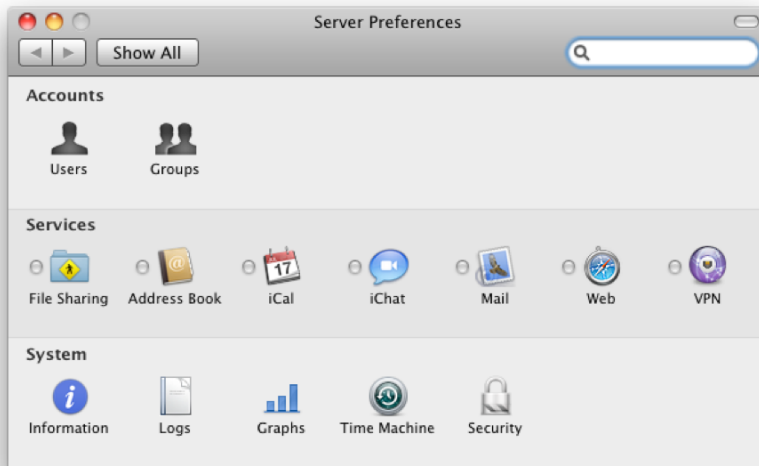 Server Preferences
Show All
Accounts
Users Groups
Services
17
File Sharing Address Book iCal iChat Mail Web VPN
System
Information Logs Graphs Time Machine Security